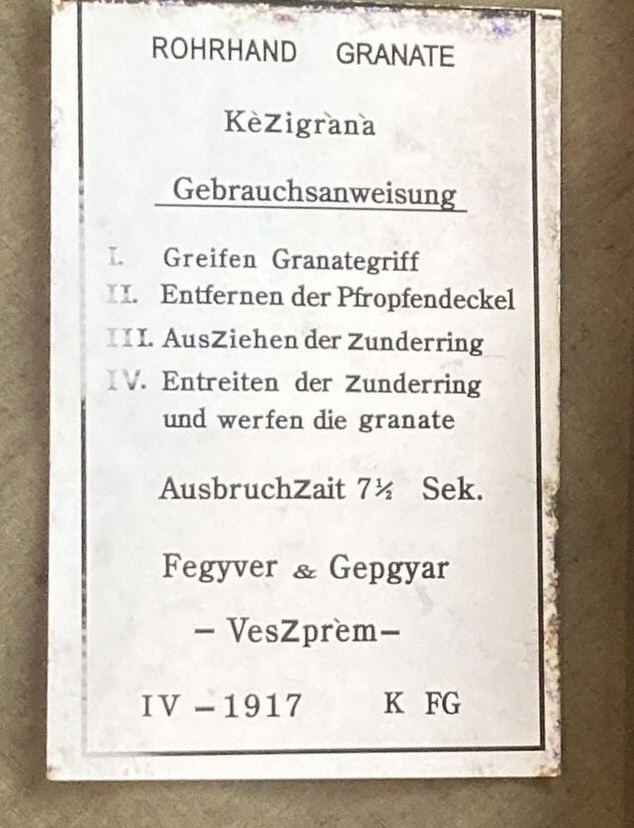 ROHRHAND GRANATE
Kèzigràrà
Gebrauchsanweisung
I. Greifen Granategriff
II. Entfernen der Pfropfendeckel
III. AusZiehen der Zunderring
IV. Entreiten der Zunderring
und werfen die granate
AusbruchZait 7½ Sek.
Fegyver & Gepgyar
– VesZprèm–
IV – 1917 K FG